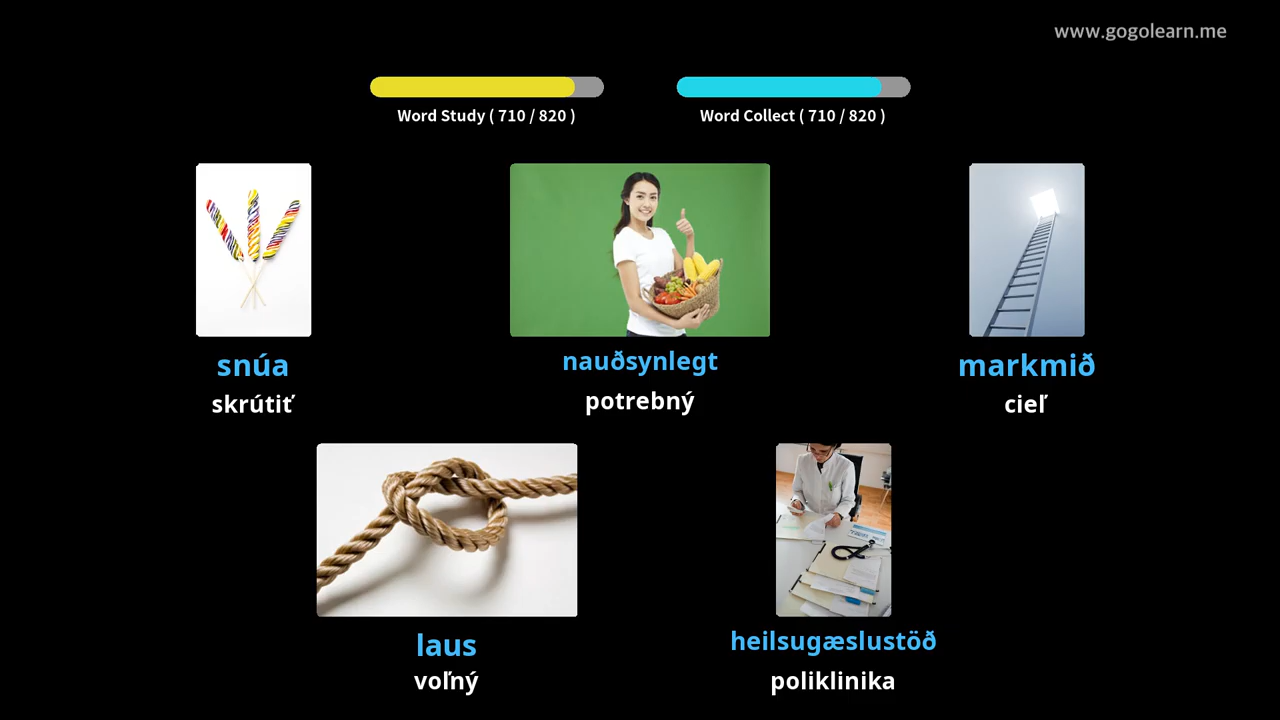 www.gogolearn.me
Word Study ( 710 / 820 )
Word Collect ( 710 / 820 )
snúa
skrútiť
nauðsynlegt
potrebný
markmið
cieľ
laus
voľný
heilsugæslustöð
poliklinika